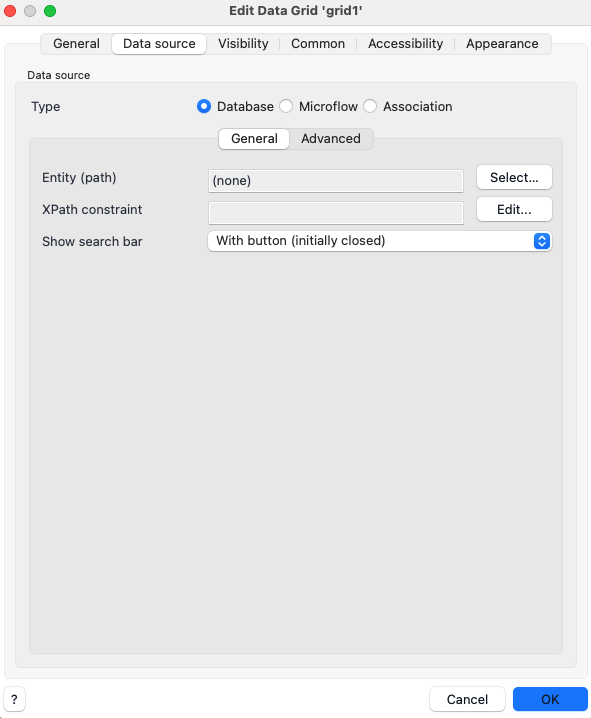 Edit Data Grid 'grid1'
General Data source Visibility Common Accessibility Appearance
Data source
Type Database Microflow Association
General Advanced
Entity (path) (none) Select...
XPath constraint Edit...
Show search bar With button (initially closed)
? Cancel OK